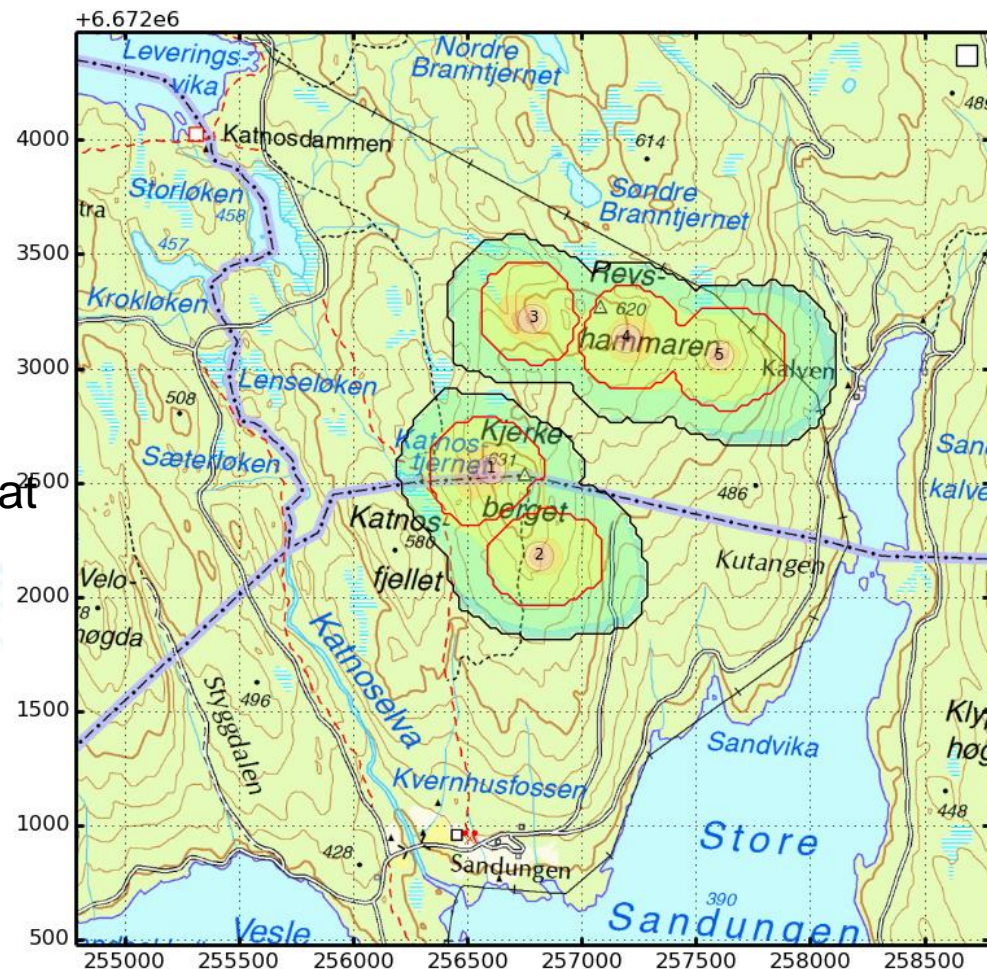 +6.672e6
Leverings-
vika
Nordre
Branntjernet
4000
Katnosdammen
614
Storløken
458
Søndre
Branntjernet
tra
3500
457
Krokløken
Revs-
620
3
4
hammaren
5
Kalven
3000
Lenseløken
508
Kjerke-
Katnos-
tjernet
631
1
Sæterløken
2500
at
486
berget
Katnos-
580
2
Kutangen
fjellet
Velo-
2000
høgda
Katnoselva
Styggdalen
496
1500
Sandvika
Kvernhusfossen
448
1000
Store
428
Sandungen
390
Sandungen
500
Vesle
255000 255500 256000 256500 257000 257500 258000 258500